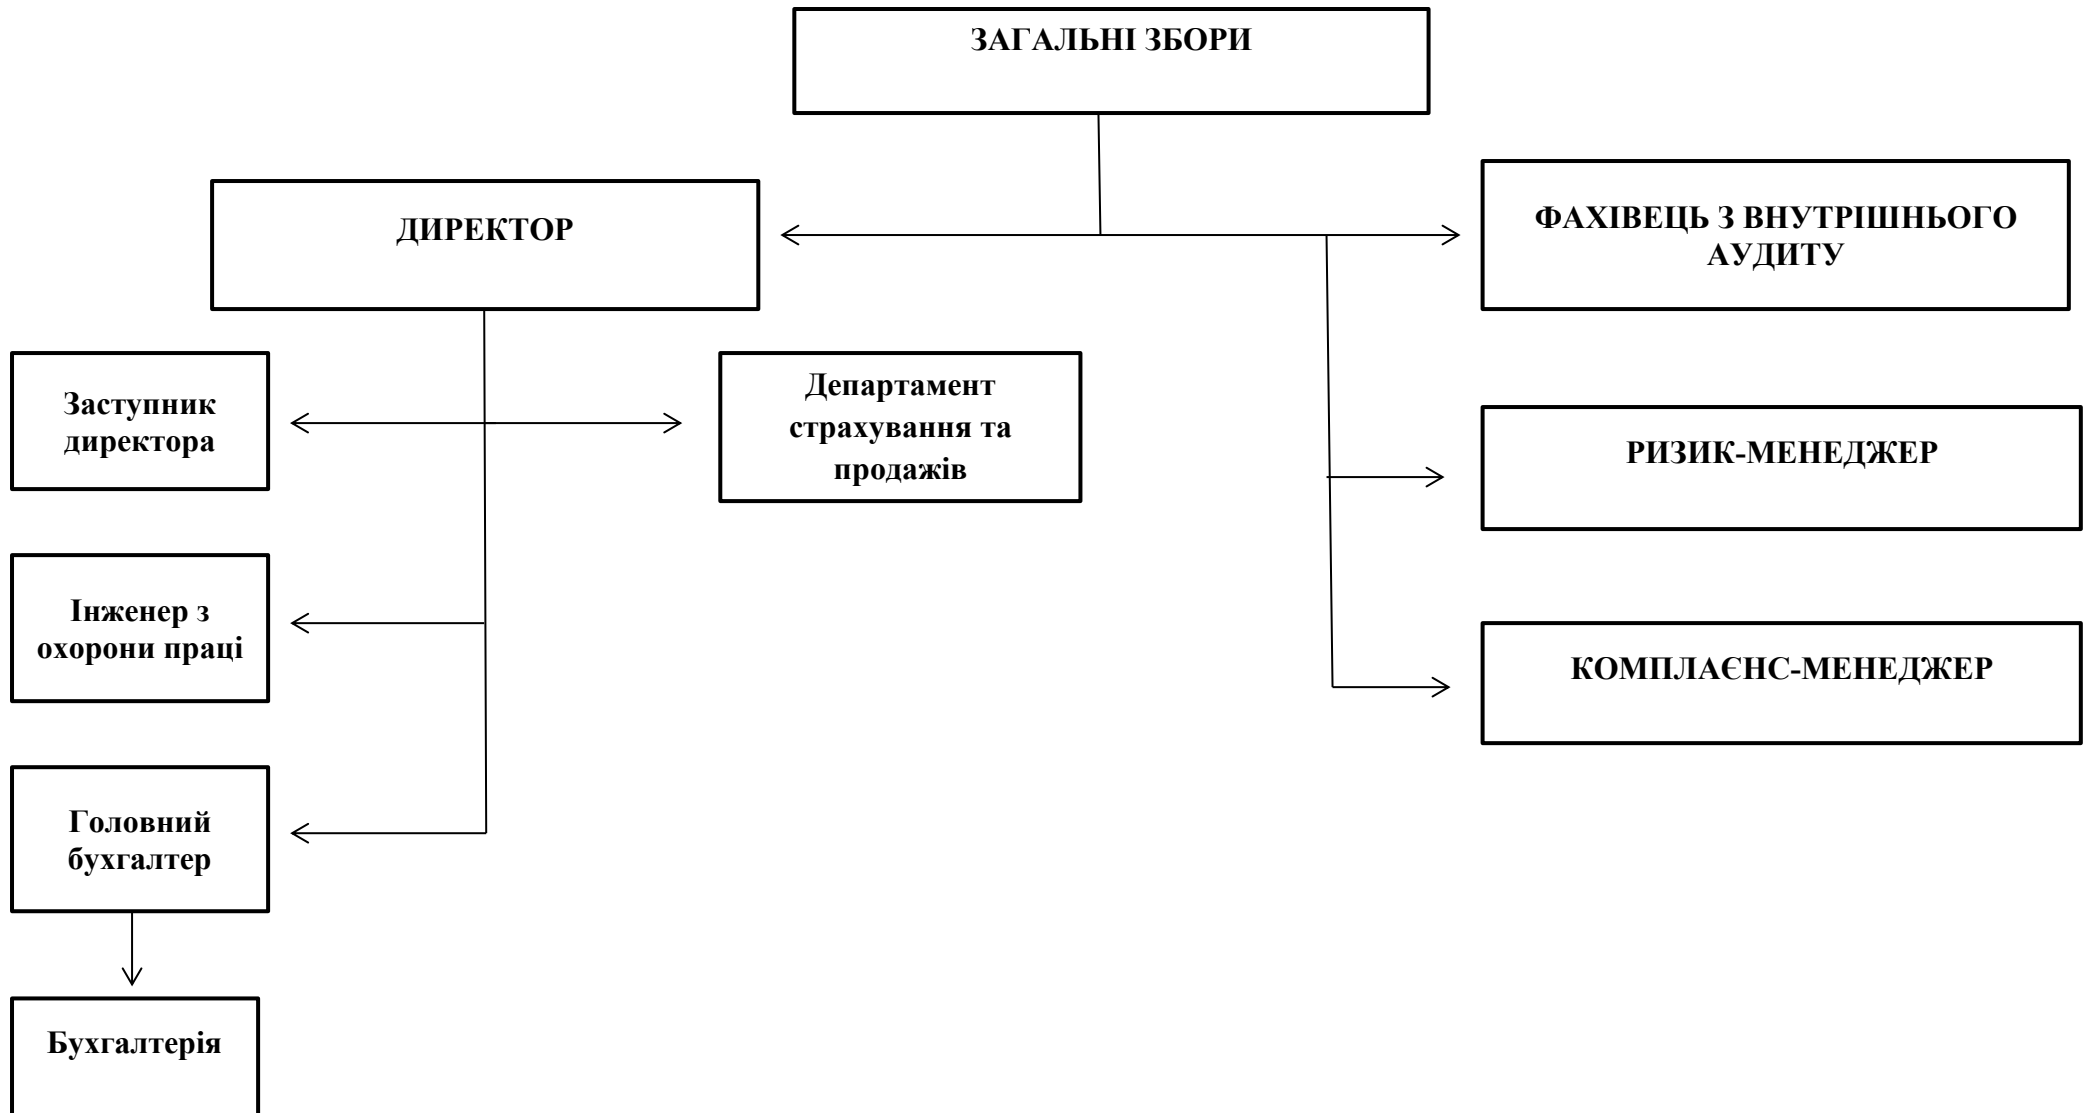 ЗАГАЛЬНІ ЗБОРИ
ДИРЕКТОР
ФАХІВЕЦЬ З ВНУТРІШНЬОГО
АУДИТУ
Заступник
директора
Департамент
страхування та
продажів
РИЗИК-МЕНЕДЖЕР
Інженер з
охорони праці
КОМПЛАЄНС-МЕНЕДЖЕР
Головний
бухгалтер
Бухгалтерія